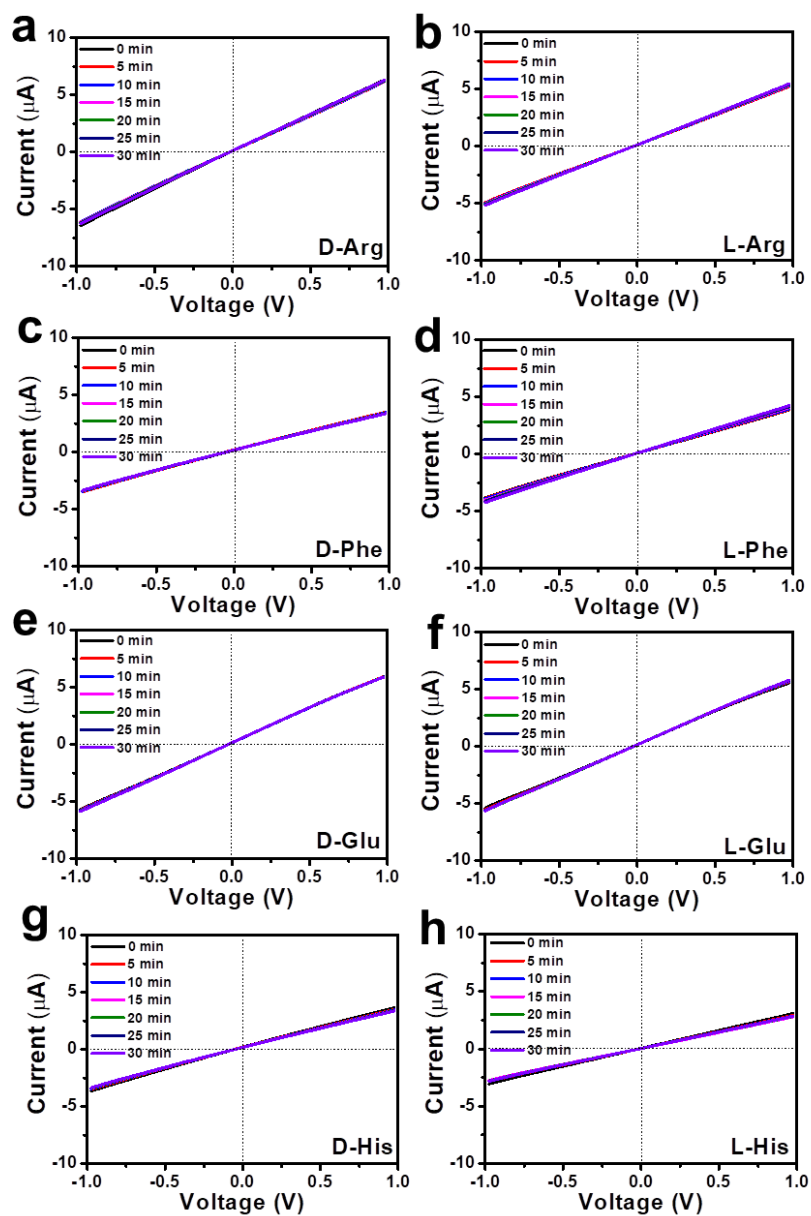 a
10
5
0
-5
-10
Current (μA)
0 min
5 min
10 min
15 min
20 min
25 min
30 min
D-Arg
-1.0 -0.5 0.0 0.5 1.0
Voltage (V)
b
10
5
0
-5
-10
Current (μA)
0 min
5 min
10 min
15 min
20 min
25 min
30 min
L-Arg
-1.0 -0.5 0.0 0.5 1.0
Voltage (V)
c
10
5
0
-5
-10
Current (μA)
0 min
5 min
10 min
15 min
20 min
25 min
30 min
D-Phe
-1.0 -0.5 0.0 0.5 1.0
Voltage (V)
d
10
5
0
-5
-10
Current (μA)
0 min
5 min
10 min
15 min
20 min
25 min
30 min
L-Phe
-1.0 -0.5 0.0 0.5 1.0
Voltage (V)
e
10
5
0
-5
-10
Current (μA)
0 min
5 min
10 min
15 min
20 min
25 min
30 min
D-Glu
-1.0 -0.5 0.0 0.5 1.0
Voltage (V)
f
10
5
0
-5
-10
Current (μA)
0 min
5 min
10 min
15 min
20 min
25 min
30 min
L-Glu
-1.0 -0.5 0.0 0.5 1.0
Voltage (V)
g
10
5
0
-5
-10
Current (μA)
0 min
5 min
10 min
15 min
20 min
25 min
30 min
D-His
-1.0 -0.5 0.0 0.5 1.0
Voltage (V)
h
10
5
0
-5
-10
Current (μA)
0 min
5 min
10 min
15 min
20 min
25 min
30 min
L-His
-1.0 -0.5 0.0 0.5 1.0
Voltage (V)